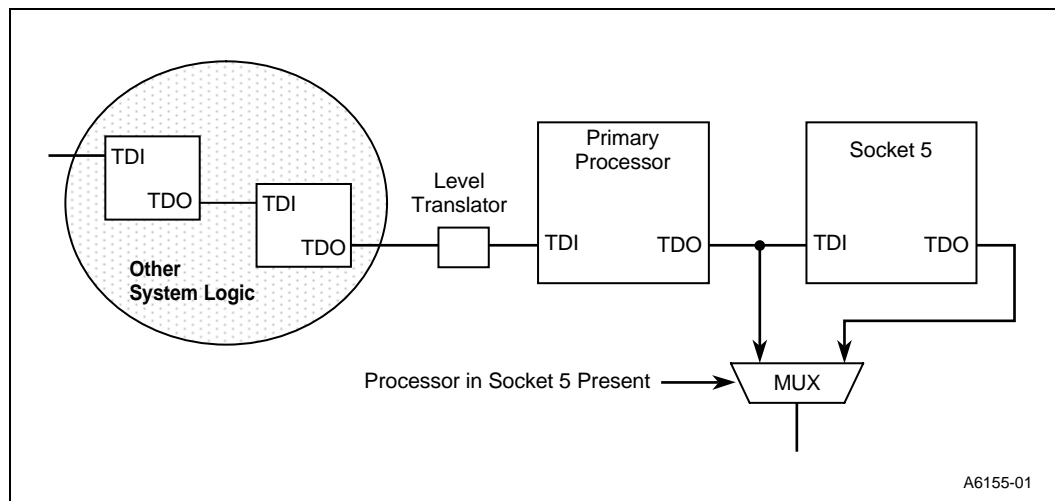 TDI
TDO
TDI
TDO
Other
System Logic
Level
Translator
Primary
Processor
TDI
TDO
Socket 5
TDI
TDO
Processor in Socket 5 Present
MUX
A6155-01